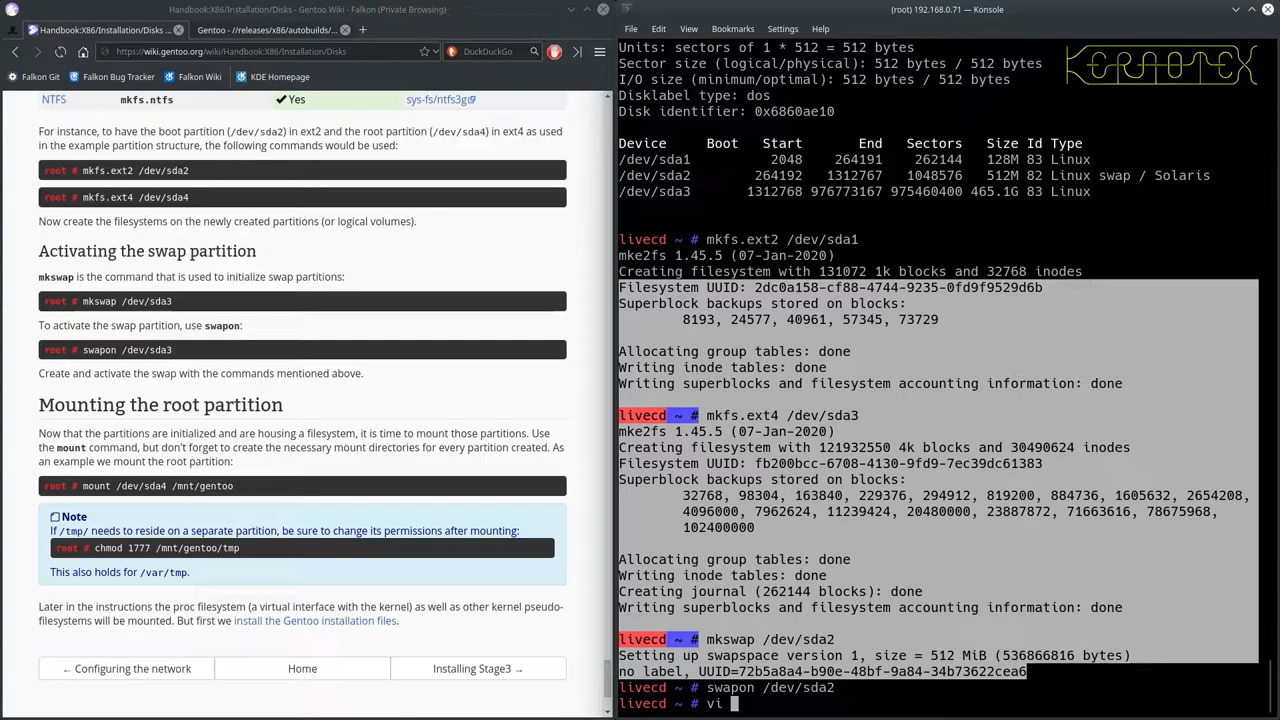 Handbook:X86/Installation/Disks - Gentoo Wiki - Falkon (Private Browsing)
Handbook:X86/Installation/Disks
Gentoo - //releases/x86/autobuilds/...
https://wiki.gentoo.org/wiki/Handbook:X86/Installation/Disks
DuckDuckGo
Falkon Git
Falkon Bug Tracker
Falkon Wiki
KDE Homepage
NTFS mkfs.ntfs Yes sys-fs/ntfs3g
For instance, to have the boot partition (/dev/sda2) in ext2 and the root partition (/dev/sda4) in ext4 as used
in the example partition structure, the following commands would be used:
root # mkfs.ext2 /dev/sda2
root # mkfs.ext4 /dev/sda4
Now create the filesystems on the newly created partitions (or logical volumes).
Activating the swap partition
mkswap is the command that is used to initialize swap partitions:
root # mkswap /dev/sda3
To activate the swap partition, use swapon:
root # swapon /dev/sda3
Create and activate the swap with the commands mentioned above.
Mounting the root partition
Now that the partitions are initialized and are housing a filesystem, it is time to mount those partitions. Use
the mount command, but don't forget to create the necessary mount directories for every partition created. As
an example we mount the root partition:
root # mount /dev/sda4 /mnt/gentoo
Note
If /tmp/ needs to reside on a separate partition, be sure to change its permissions after mounting:
root # chmod 1777 /mnt/gentoo/tmp
This also holds for /var/tmp.
Later in the instructions the proc filesystem (a virtual interface with the kernel) as well as other kernel pseudo-
filesystems will be mounted. But first we install the Gentoo installation files.
← Configuring the network
Home
Installing Stage3 →
(root) 192.168.0.71 — Konsole
File Edit View Bookmarks Settings Help
KERAOTEX
Units: sectors of 1 * 512 = 512 bytes
Sector size (logical/physical): 512 bytes / 512 bytes
I/O size (minimum/optimal): 512 bytes / 512 bytes
Disklabel type: dos
Disk identifier: 0x6860ae10
Device Boot Start End Sectors Size Id Type
/dev/sda1 2048 264191 262144 128M 83 Linux
/dev/sda2 264192 1312767 1048576 512M 82 Linux swap / Solaris
/dev/sda3 1312768 976773167 975460400 465.1G 83 Linux
livecd ~ # mkfs.ext2 /dev/sda1
mke2fs 1.45.5 (07-Jan-2020)
Creating filesystem with 131072 1k blocks and 32768 inodes
Filesystem UUID: 2dc0a158-cf88-4744-9235-0fd9f9529d6b
Superblock backups stored on blocks:
8193, 24577, 40961, 57345, 73729
Allocating group tables: done
Writing inode tables: done
Writing superblocks and filesystem accounting information: done
livecd ~ # mkfs.ext4 /dev/sda3
mke2fs 1.45.5 (07-Jan-2020)
Creating filesystem with 121932550 4k blocks and 30490624 inodes
Filesystem UUID: fb200bcc-6708-4130-9fd9-7ec39dc61383
Superblock backups stored on blocks:
32768, 98304, 163840, 229376, 294912, 819200, 884736, 1605632, 2654208,
4096000, 7962624, 11239424, 20480000, 23887872, 71663616, 78675968,
102400000
Allocating group tables: done
Writing inode tables: done
Creating journal (262144 blocks): done
Writing superblocks and filesystem accounting information: done
livecd ~ # mkswap /dev/sda2
Setting up swapspace version 1, size = 512 MiB (536866816 bytes)
no label, UUID=72b5a8a4-b90e-48bf-9a84-34b73622cea6
livecd ~ # swapon /dev/sda2
livecd ~ # vi